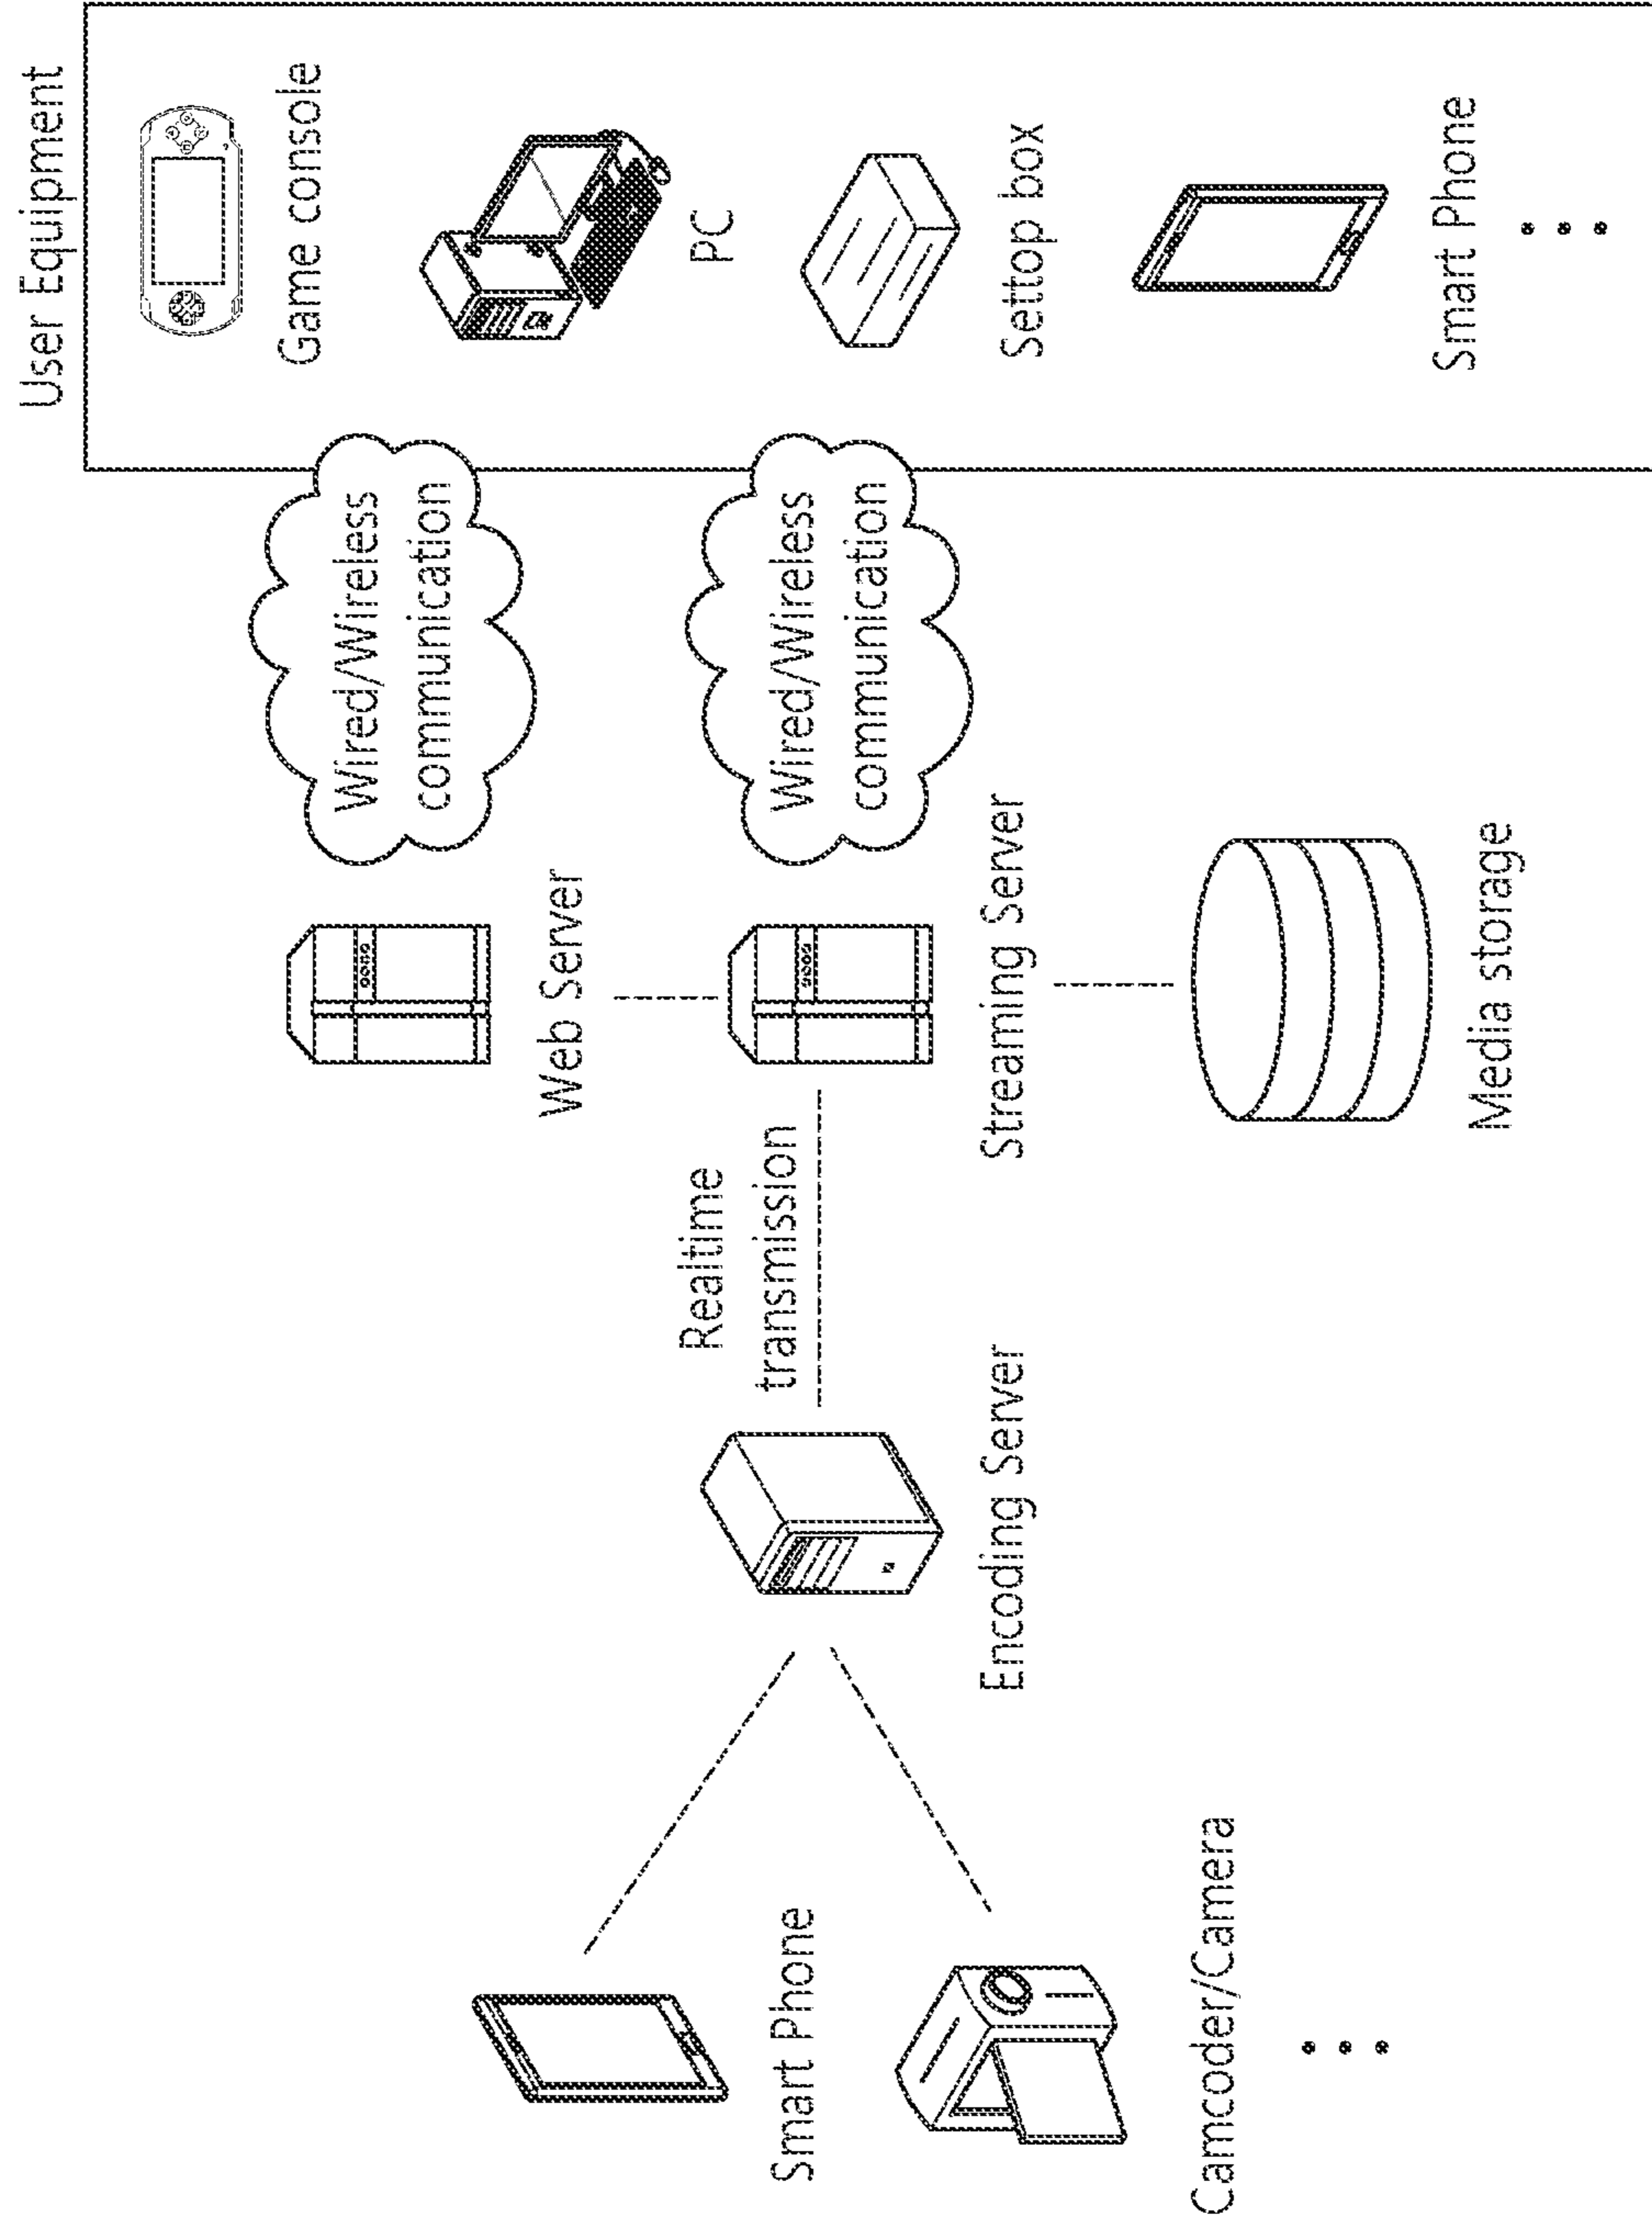 User Equipment
Game console
PC
Settop box
Smart Phone
Wired/Wireless
communication
Wired/Wireless
communication
Web Server
Streaming Server
Media storage
Realtime
transmission
Encoding Server
Smart Phone
Camcoder/Camera